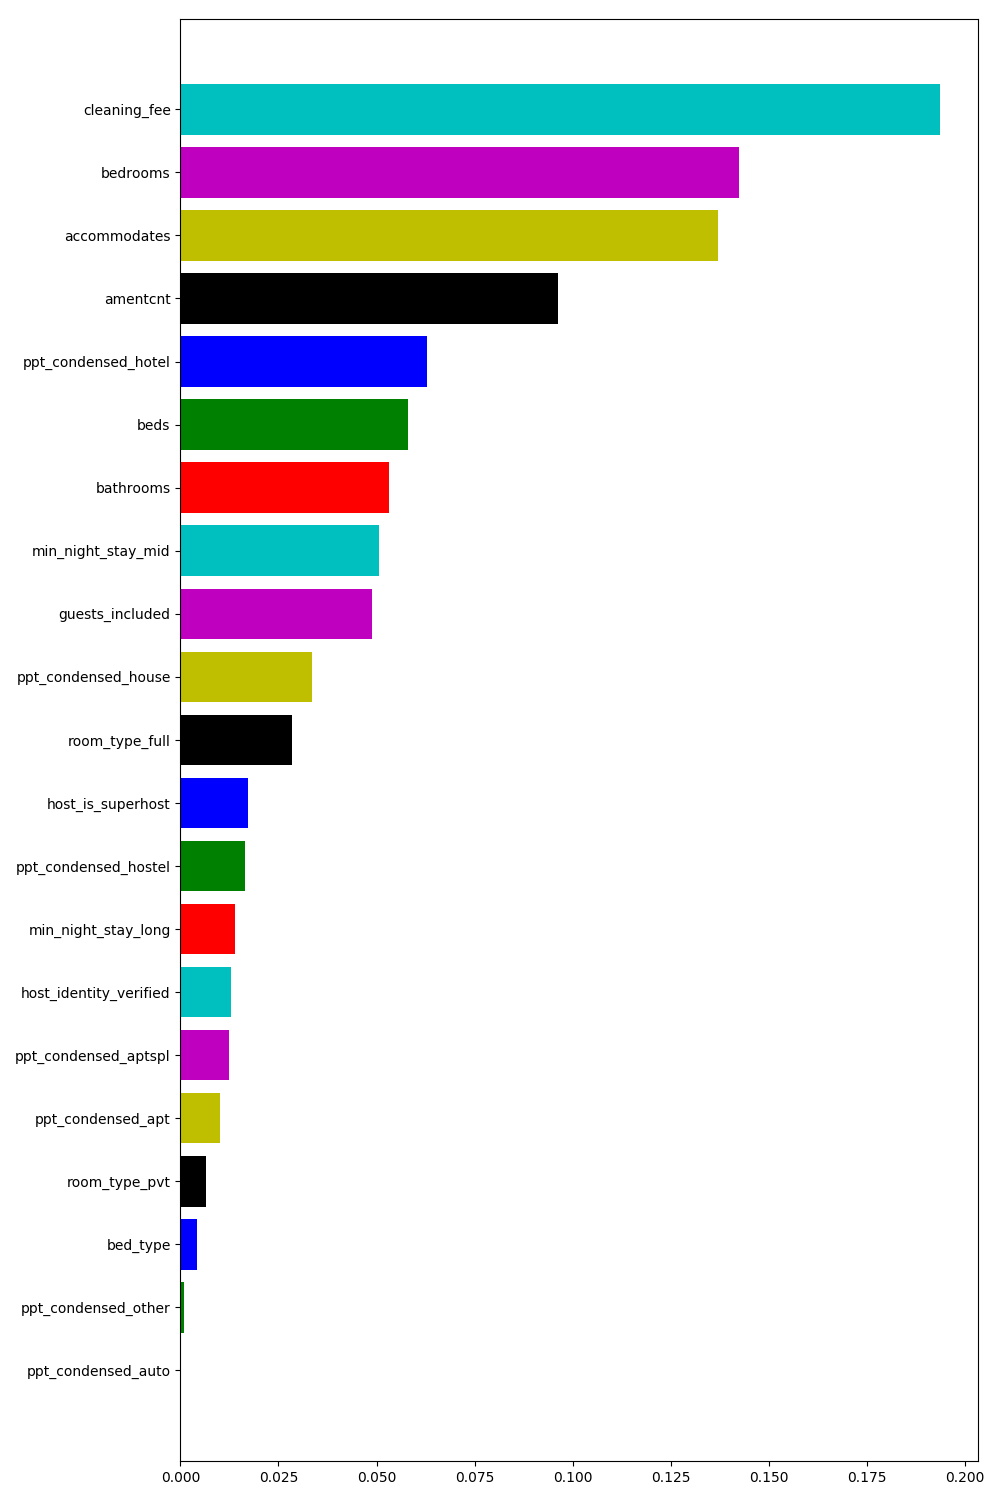 cleaning_fee
bedrooms
accommodates
amentcnt
ppt_condensed_hotel
beds
bathrooms
min_night_stay_mid
guests_included
ppt_condensed_house
room_type_full
host_is_superhost
ppt_condensed_hostel
min_night_stay_long
host_identity_verified
ppt_condensed_aptspl
ppt_condensed_apt
room_type_pvt
bed_type
ppt_condensed_other
ppt_condensed_auto
0.000 0.025 0.050 0.075 0.100 0.125 0.150 0.175 0.200